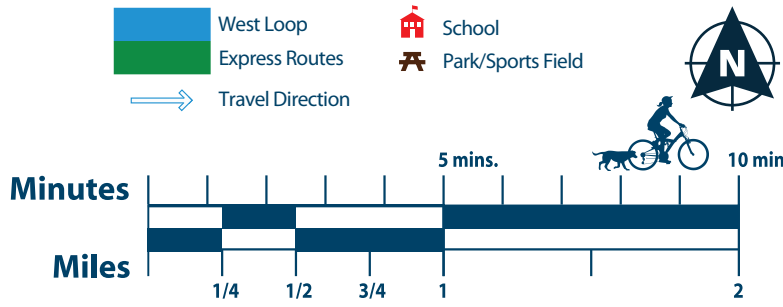 West Loop
Express Routes
Travel Direction
School
Park/Sports Field
N
5 mins.
10 min
Minutes
Miles
1/4
1/2
3/4
1
2